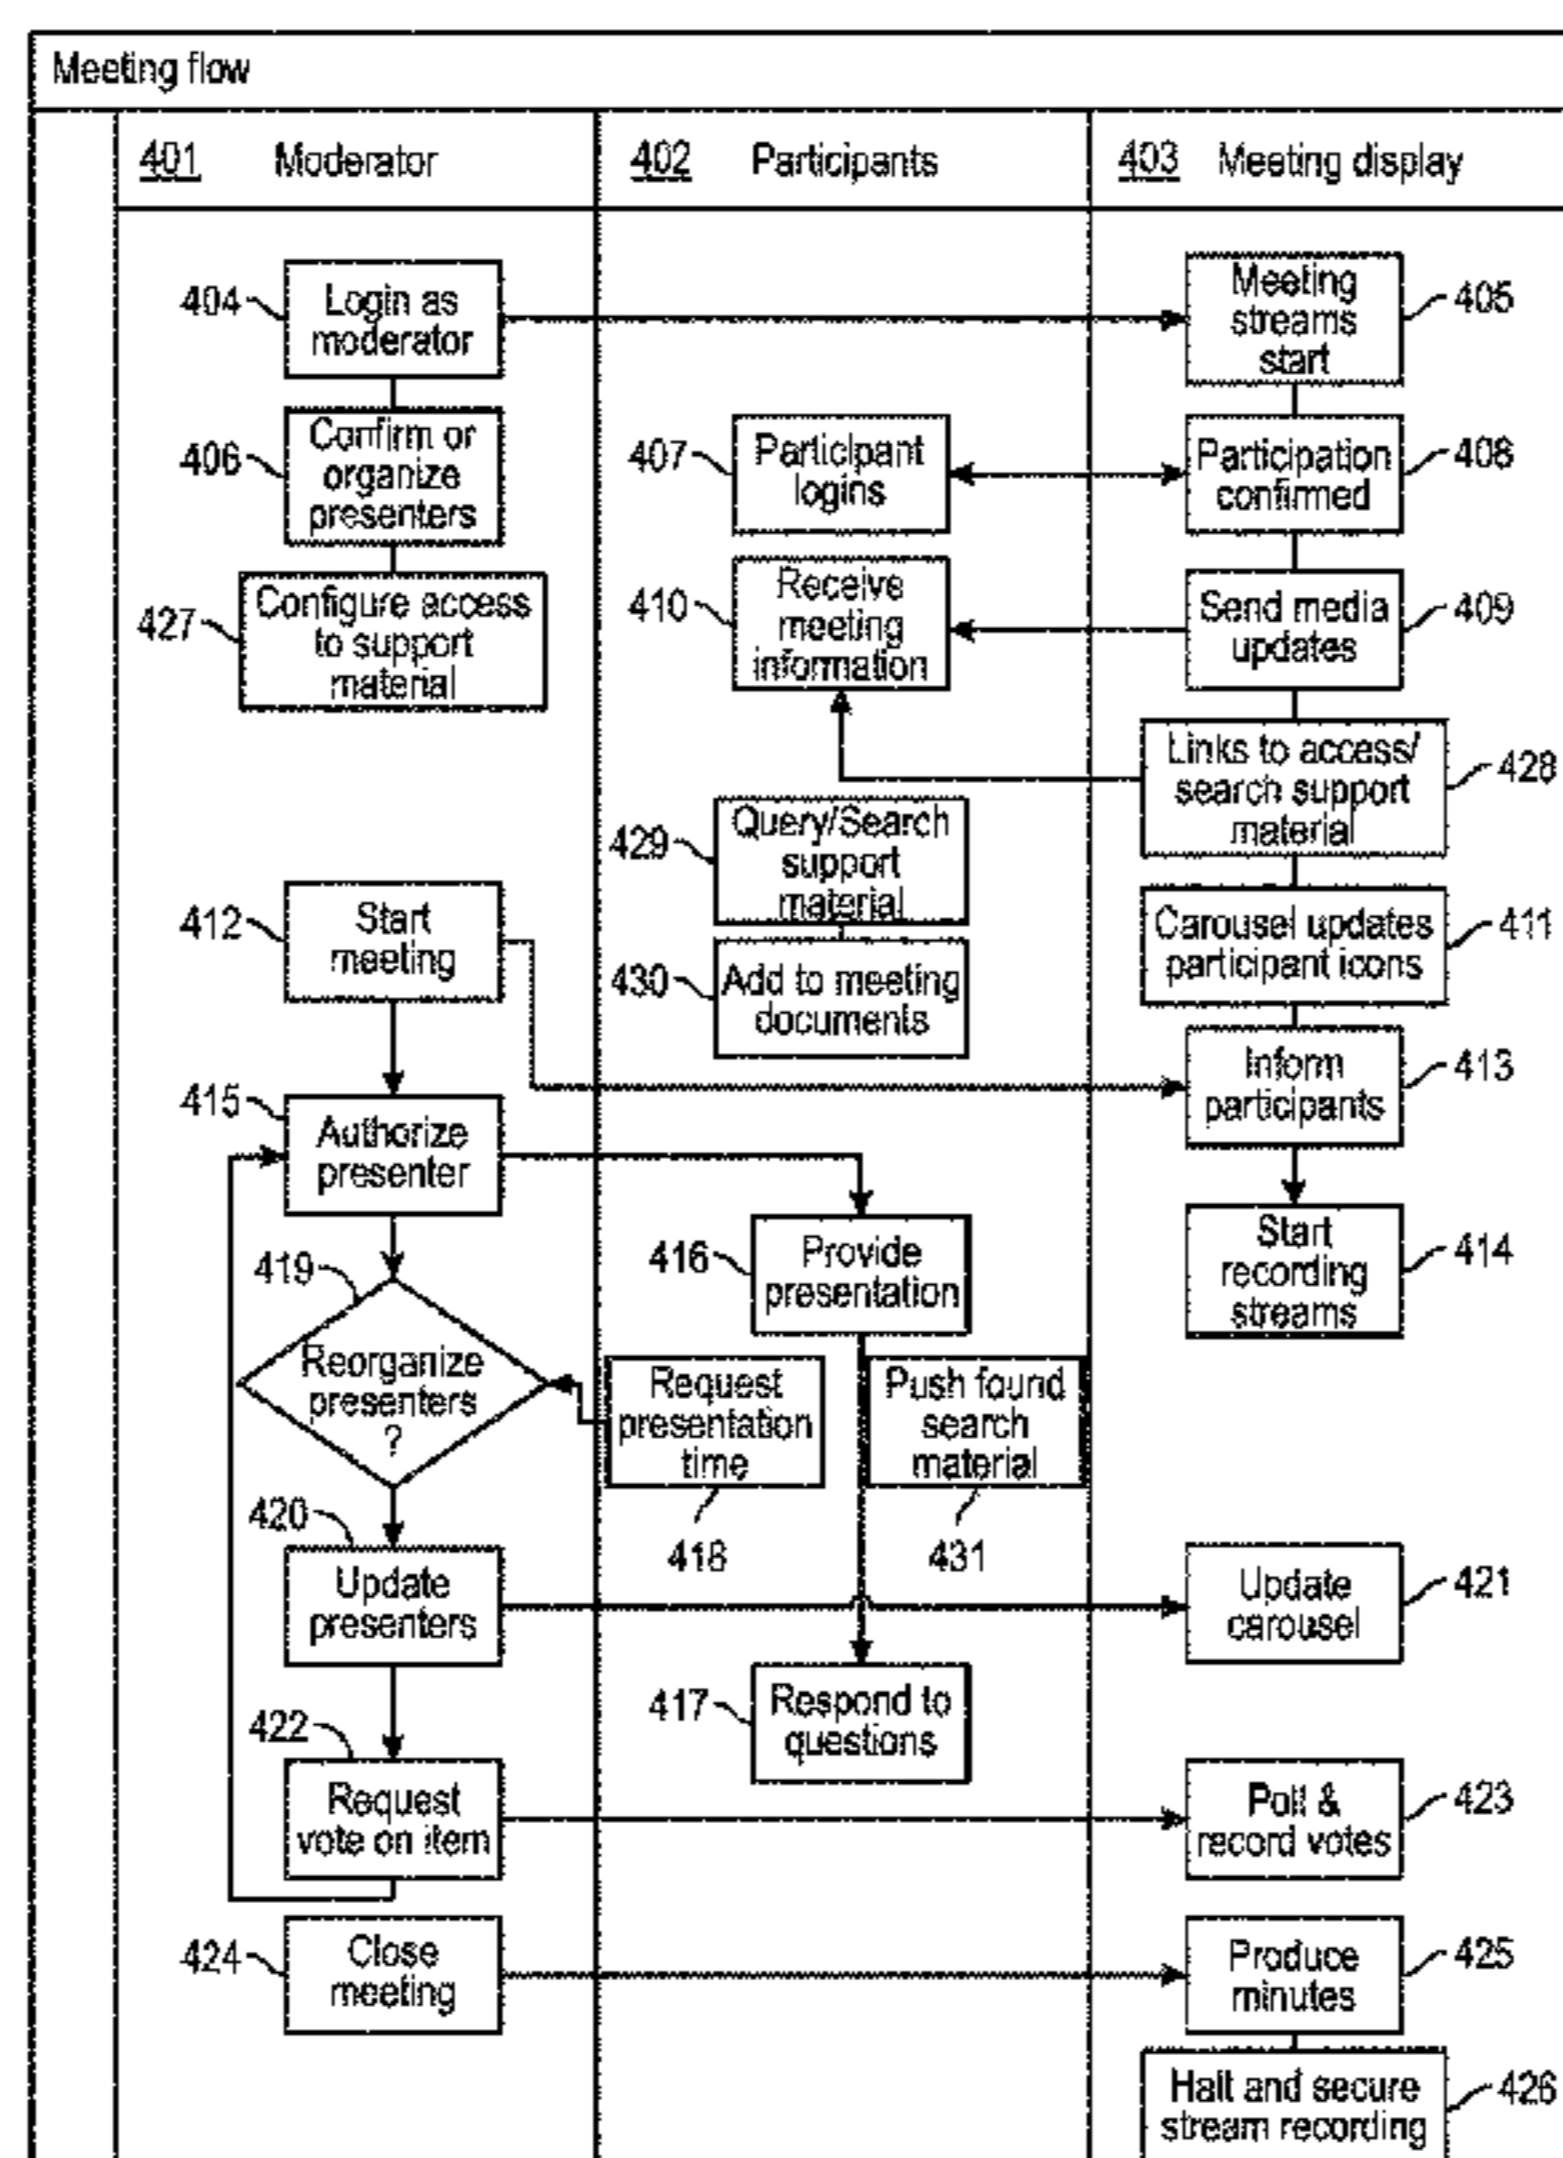 Meeting flow
401 Moderator
402 Participants
403 Meeting display
404
Login as
moderator
Meeting
streams
start
405
406
Confirm or
organize
presenters
407
Participant
logins
Participation
confirmed
408
427
Configure access
to support
material
410
Receive
meeting
information
Send media
updates
409
Links to access/
search support
material
428
429
Query/Search
support
material
412
Start
meeting
Carousel updates
participant icons
411
430
Add to meeting
documents
Inform
participants
413
415
Authorize
presenter
416
Provide
presentation
Start
recording
streams
414
419
Reorganize
presenters
?
Request
presentation
time
418
Push found
search
material
431
420
Update
presenters
Update
carousel
421
417
Respond to
questions
422
Request
vote on item
Poll &
record votes
423
424
Close
meeting
Produce
minutes
425
Halt and secure
stream recording
426